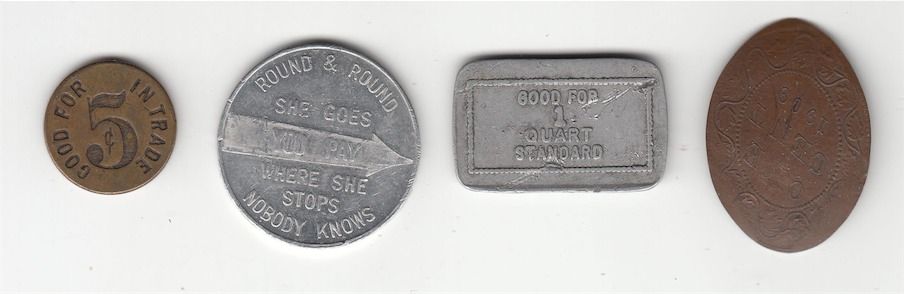 GOOD FOR
5¢
IN TRADE
ROUND & ROUND
SHE GOES
YOU PAY
WHERE SHE
STOPS
NOBODY KNOWS
GOOD FOR
1
QUART
STANDARD